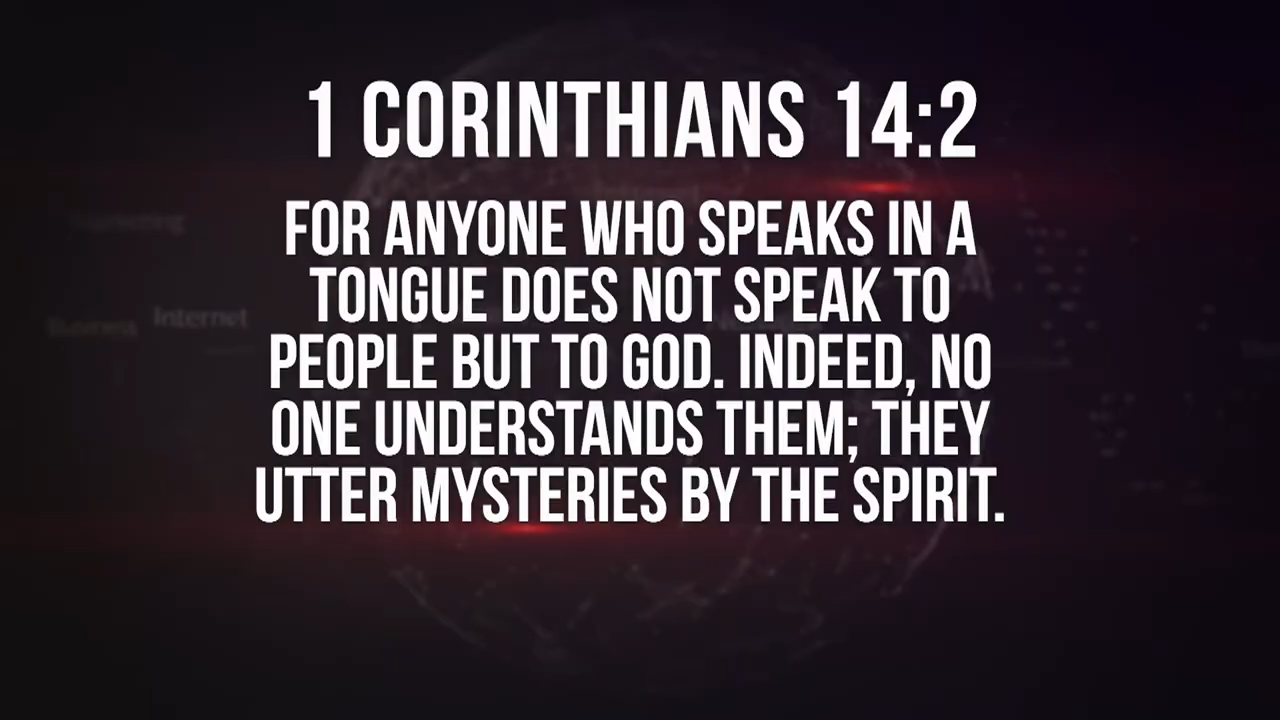 1 CORINTHIANS 14:2
FOR ANYONE WHO SPEAKS IN A
TONGUE DOES NOT SPEAK TO
Business Internet
PEOPLE BUT TO GOD. INDEED, NO
ONE UNDERSTANDS THEM; THEY
UTTER MYSTERIES BY THE SPIRIT.